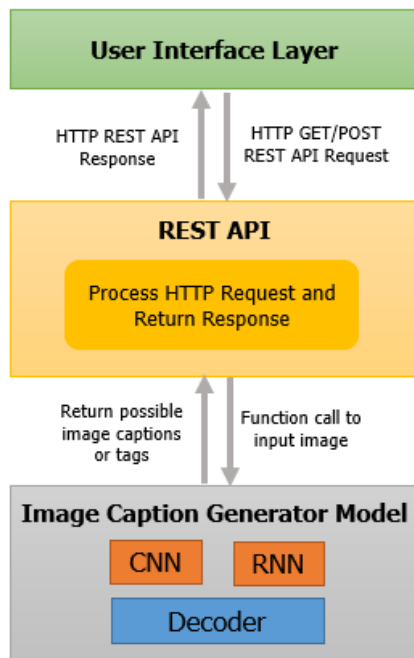 User Interface Layer
HTTP REST API
Response
HTTP GET/POST
REST API Request
REST API
Process HTTP Request and
Return Response
Return possible
image captions
or tags
Function call to
input image
Image Caption Generator Model
CNN
RNN
Decoder